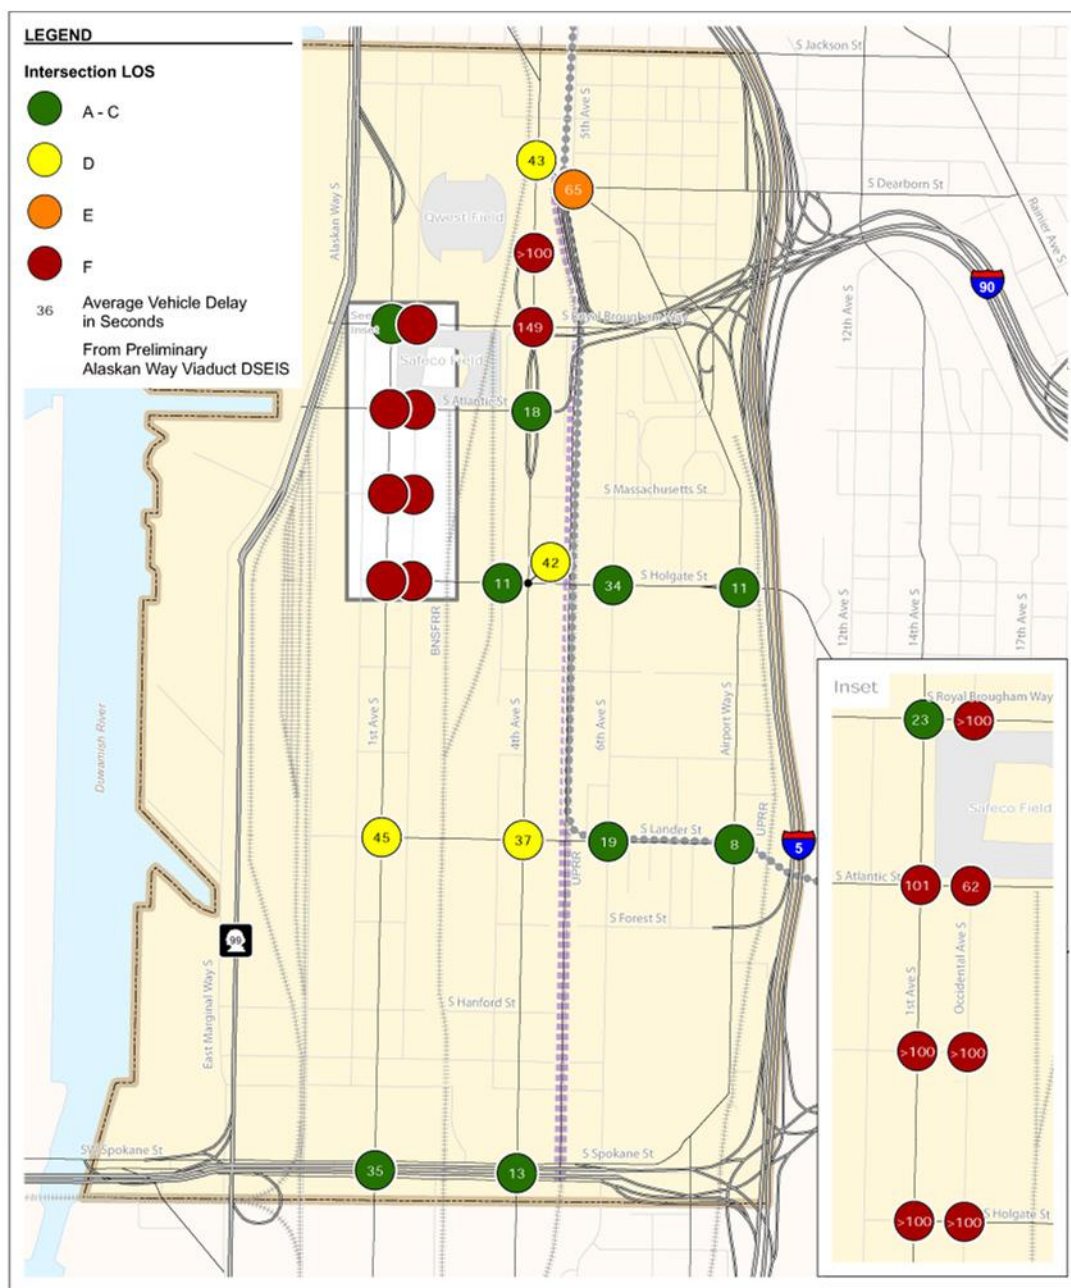 LEGEND
Intersection LOS
A - C
D
E
F
36
Average Vehicle Delay
in Seconds
From Preliminary
Alaskan Way Viaduct DSEIS
S Jackson St
5th Ave S
43
65
S Dearborn St
Rainier Ave S
Alaskan Way S
Qwest Field
>100
90
12th Ave S
See
Inset
149
S Royal Brougham Way
Safeco Field
S Atlantic St
18
S Massachusetts St
42
11
34
S Holgate St
11
12th Ave S
14th Ave S
17th Ave S
BNSFRR
Duwamish River
1st Ave S
4th Ave S
6th Ave S
Airport Way S
UPRR
45
37
19
S Lander St
8
5
UPRR
S Forest St
99
East Marginal Way S
S Hanford St
SW Spokane St
35
13
S Spokane St
Inset
S Royal Brougham Way
23
>100
Safeco Field
S Atlantic St
101
62
1st Ave S
Occidental Ave S
>100
>100
>100
>100
S Holgate St